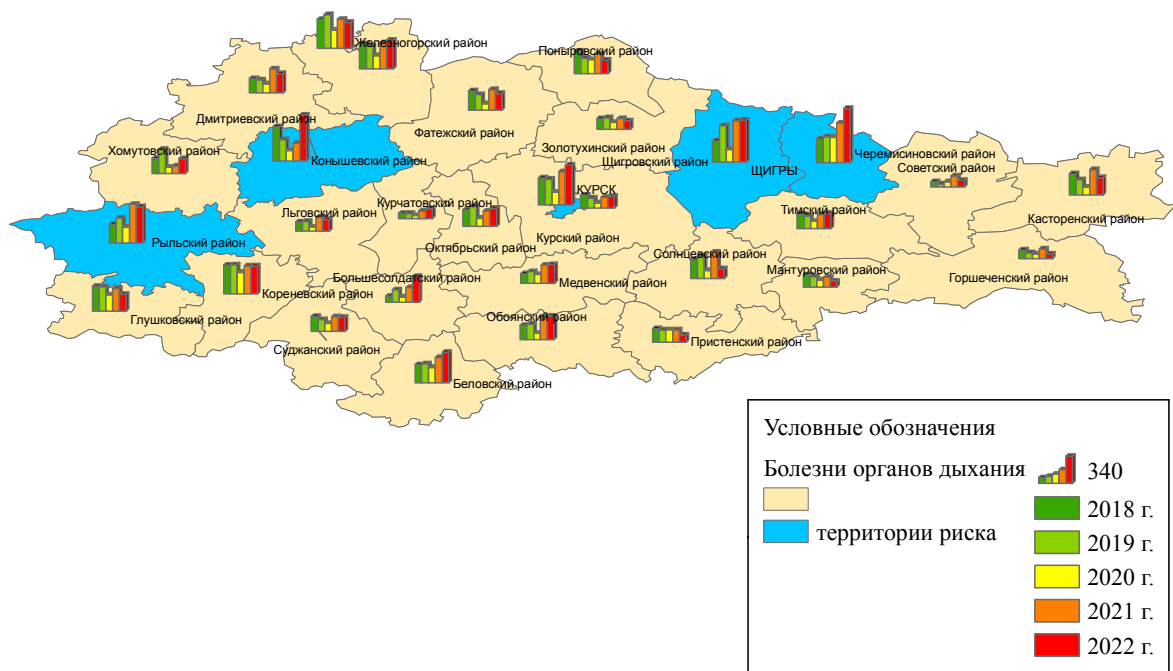 Железногорский район
Поныровский район
Дмитриевский район
Фатежский район
Золотухинский район
Хомутовский район
Конышевский район
Щигровский район
ЩИГРЫ
Черемисиновский район
Советский район
КУРСК
Курчатовский район
Льговский район
Тимский район
Касторенский район
Рыльский район
Октябрьский район
Курский район
Солнцевский район
Горшеченский район
Большесолдатский район
Мантуровский район
Кореневский район
Медвенский район
Глушковский район
Обоянский район
Пристенский район
Суджанский район
Беловский район
Условные обозначения
Болезни органов дыхания
340
территории риска
2018 г.
2019 г.
2020 г.
2021 г.
2022 г.